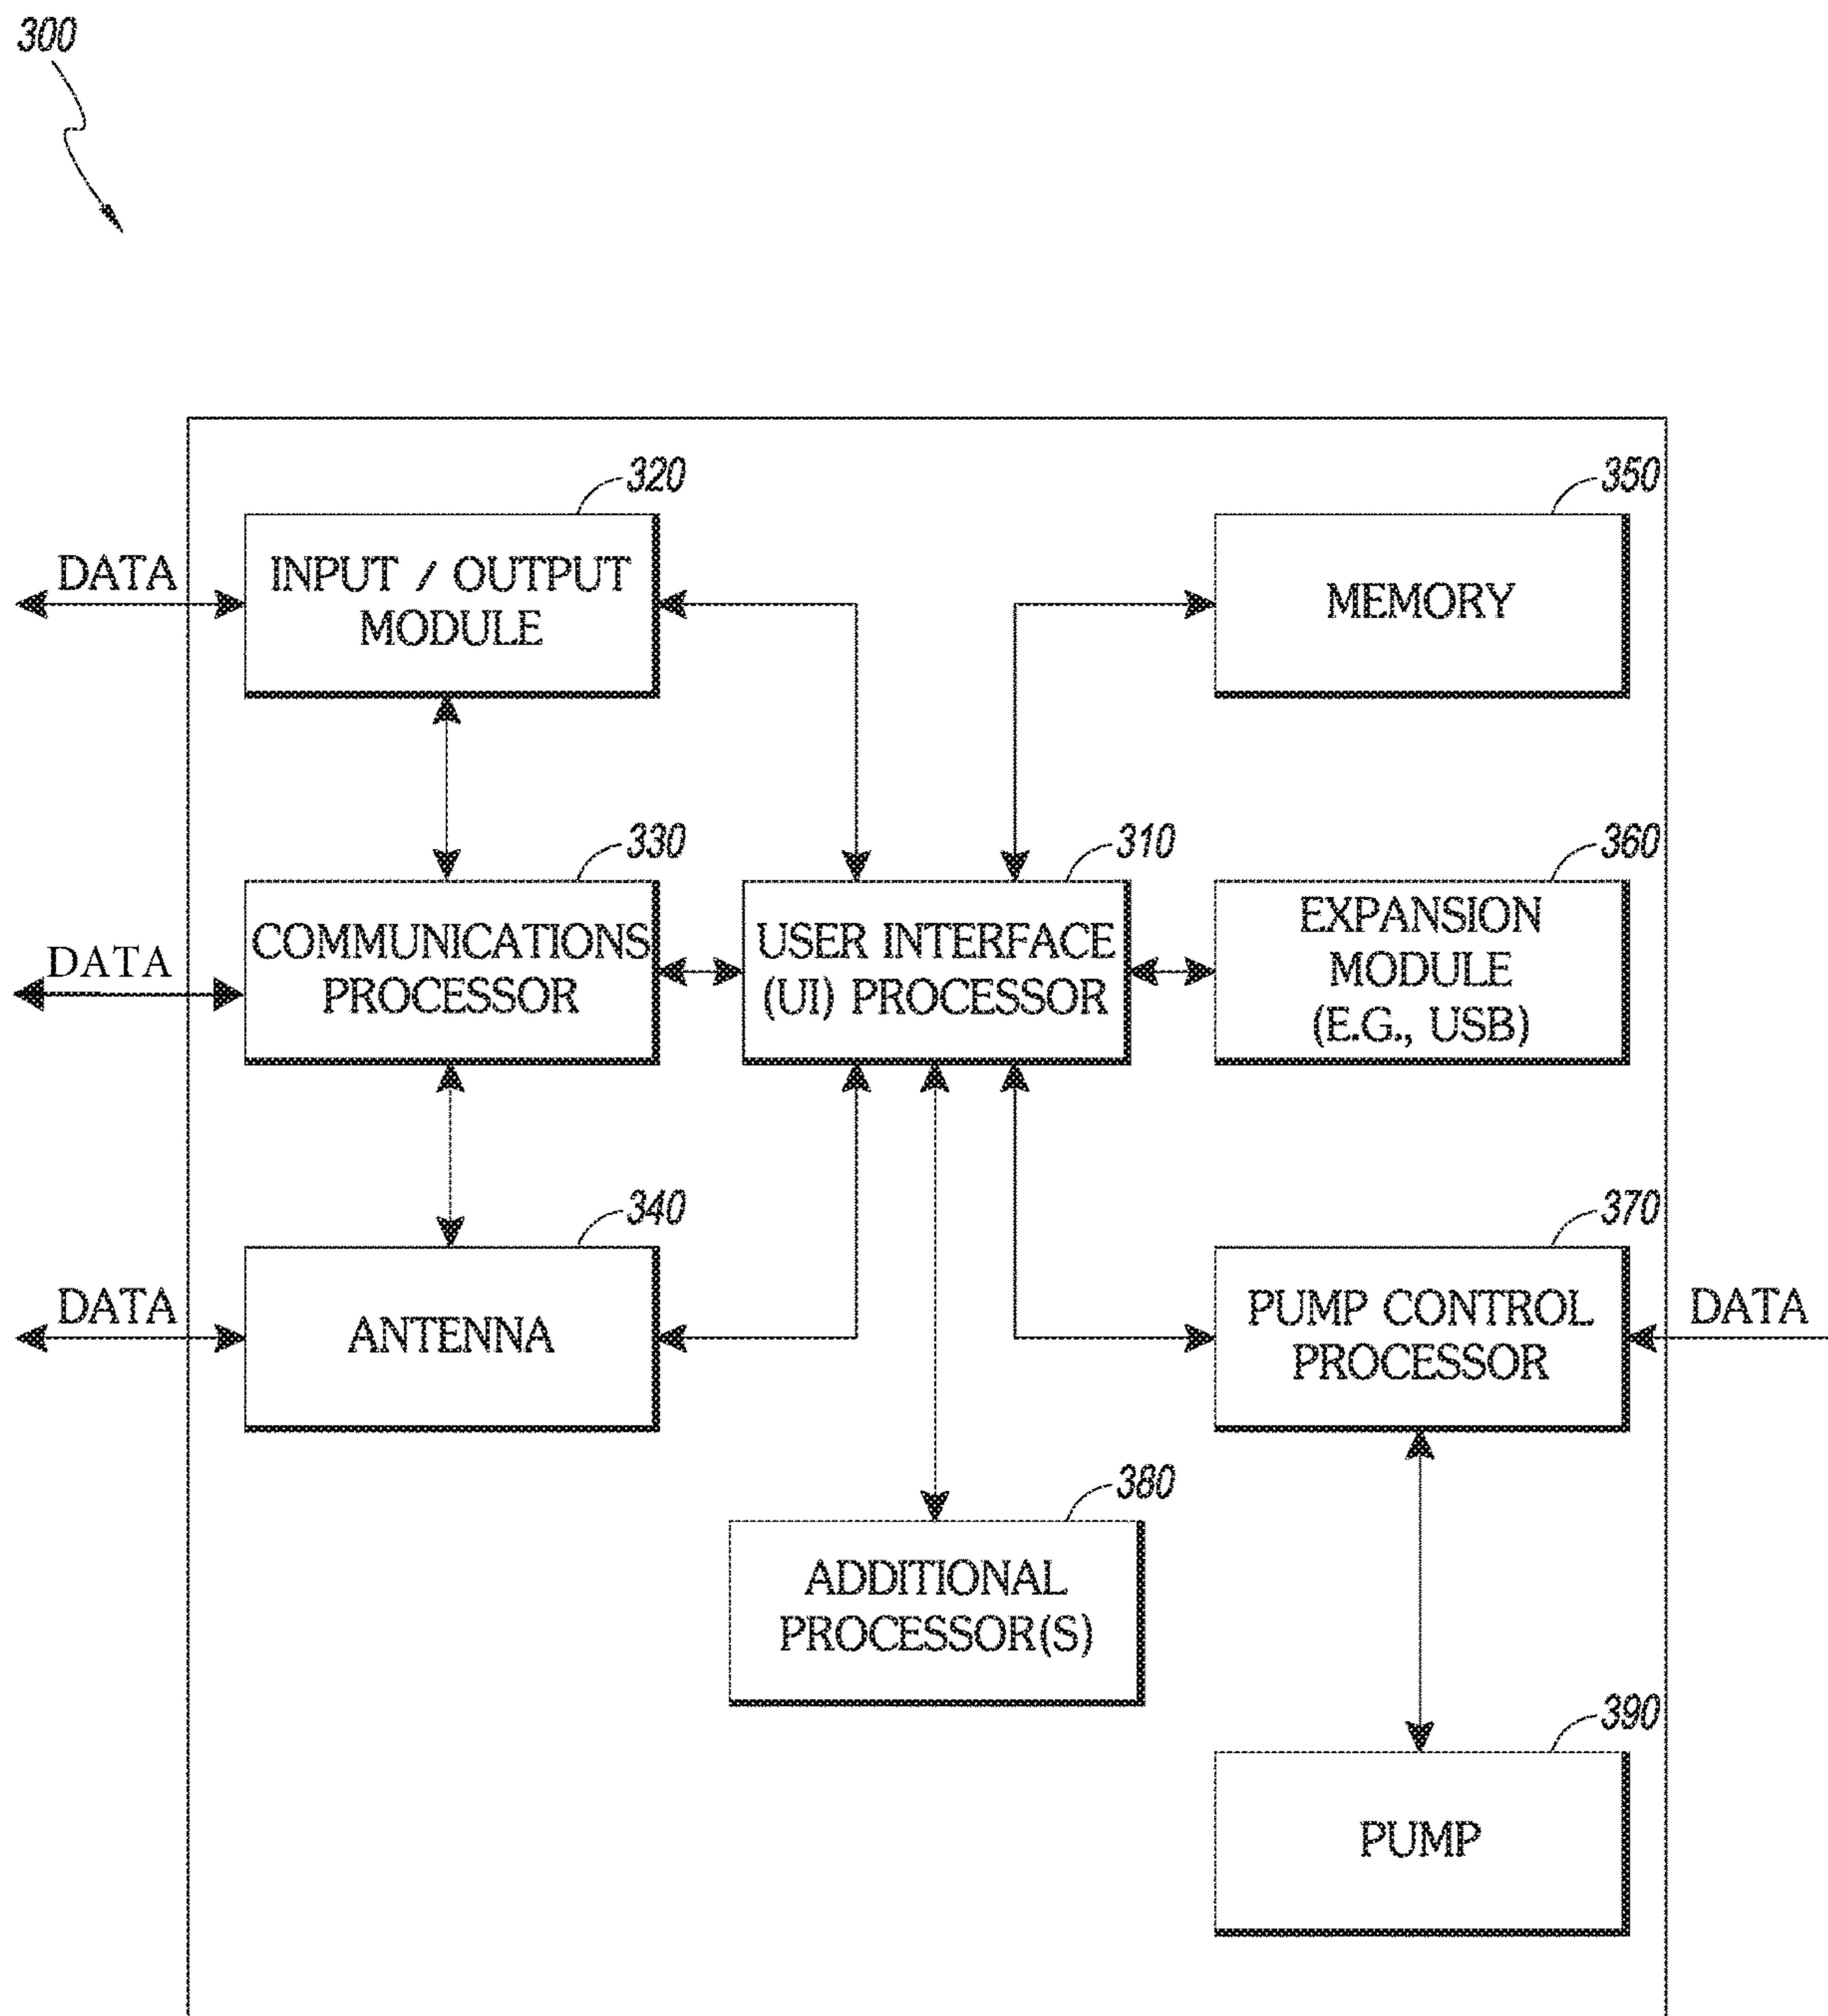 300
320
350
DATA
INPUT / OUTPUT
MODULE
MEMORY
330
310
360
DATA
COMMUNICATIONS
PROCESSOR
USER INTERFACE
(UI) PROCESSOR
EXPANSION
MODULE
(E.G., USB)
340
370
DATA
ANTENNA
PUMP CONTROL
PROCESSOR
DATA
380
ADDITIONAL
PROCESSOR(S)
390
PUMP